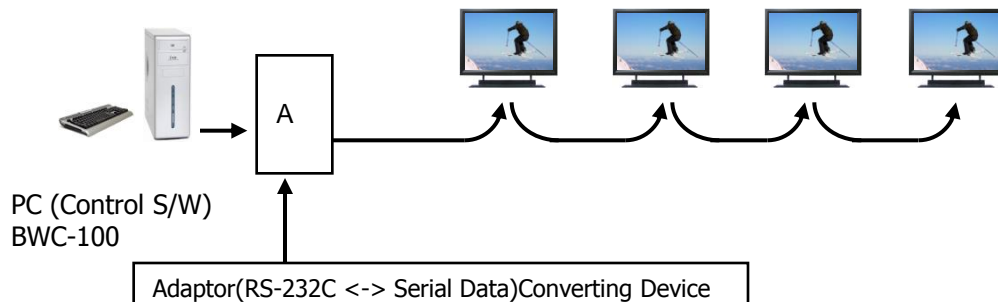 A
PC (Control S/W)
BWC-100
Adaptor(RS-232C <-> Serial Data)Converting Device